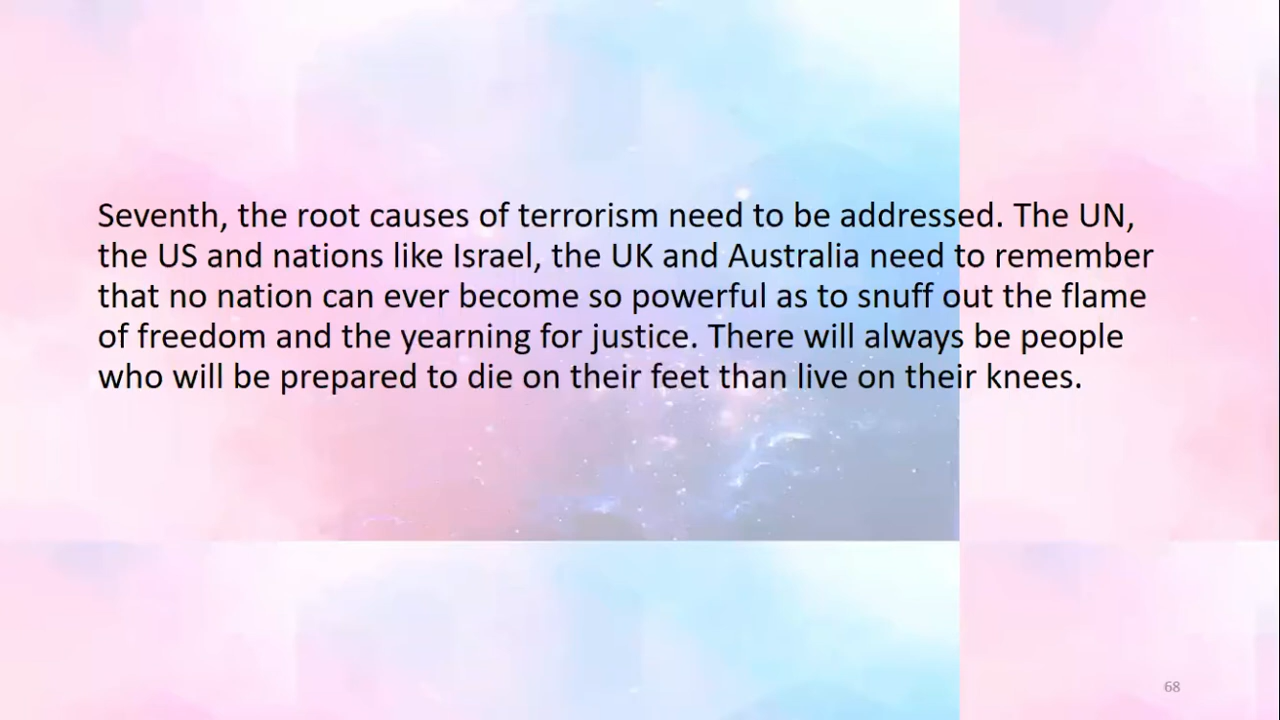 Seventh, the root causes of terrorism need to be addressed. The UN,
the US and nations like Israel, the UK and Australia need to remember
that no nation can ever become so powerful as to snuff out the flame
of freedom and the yearning for justice. There will always be people
who will be prepared to die on their feet than live on their knees.
68